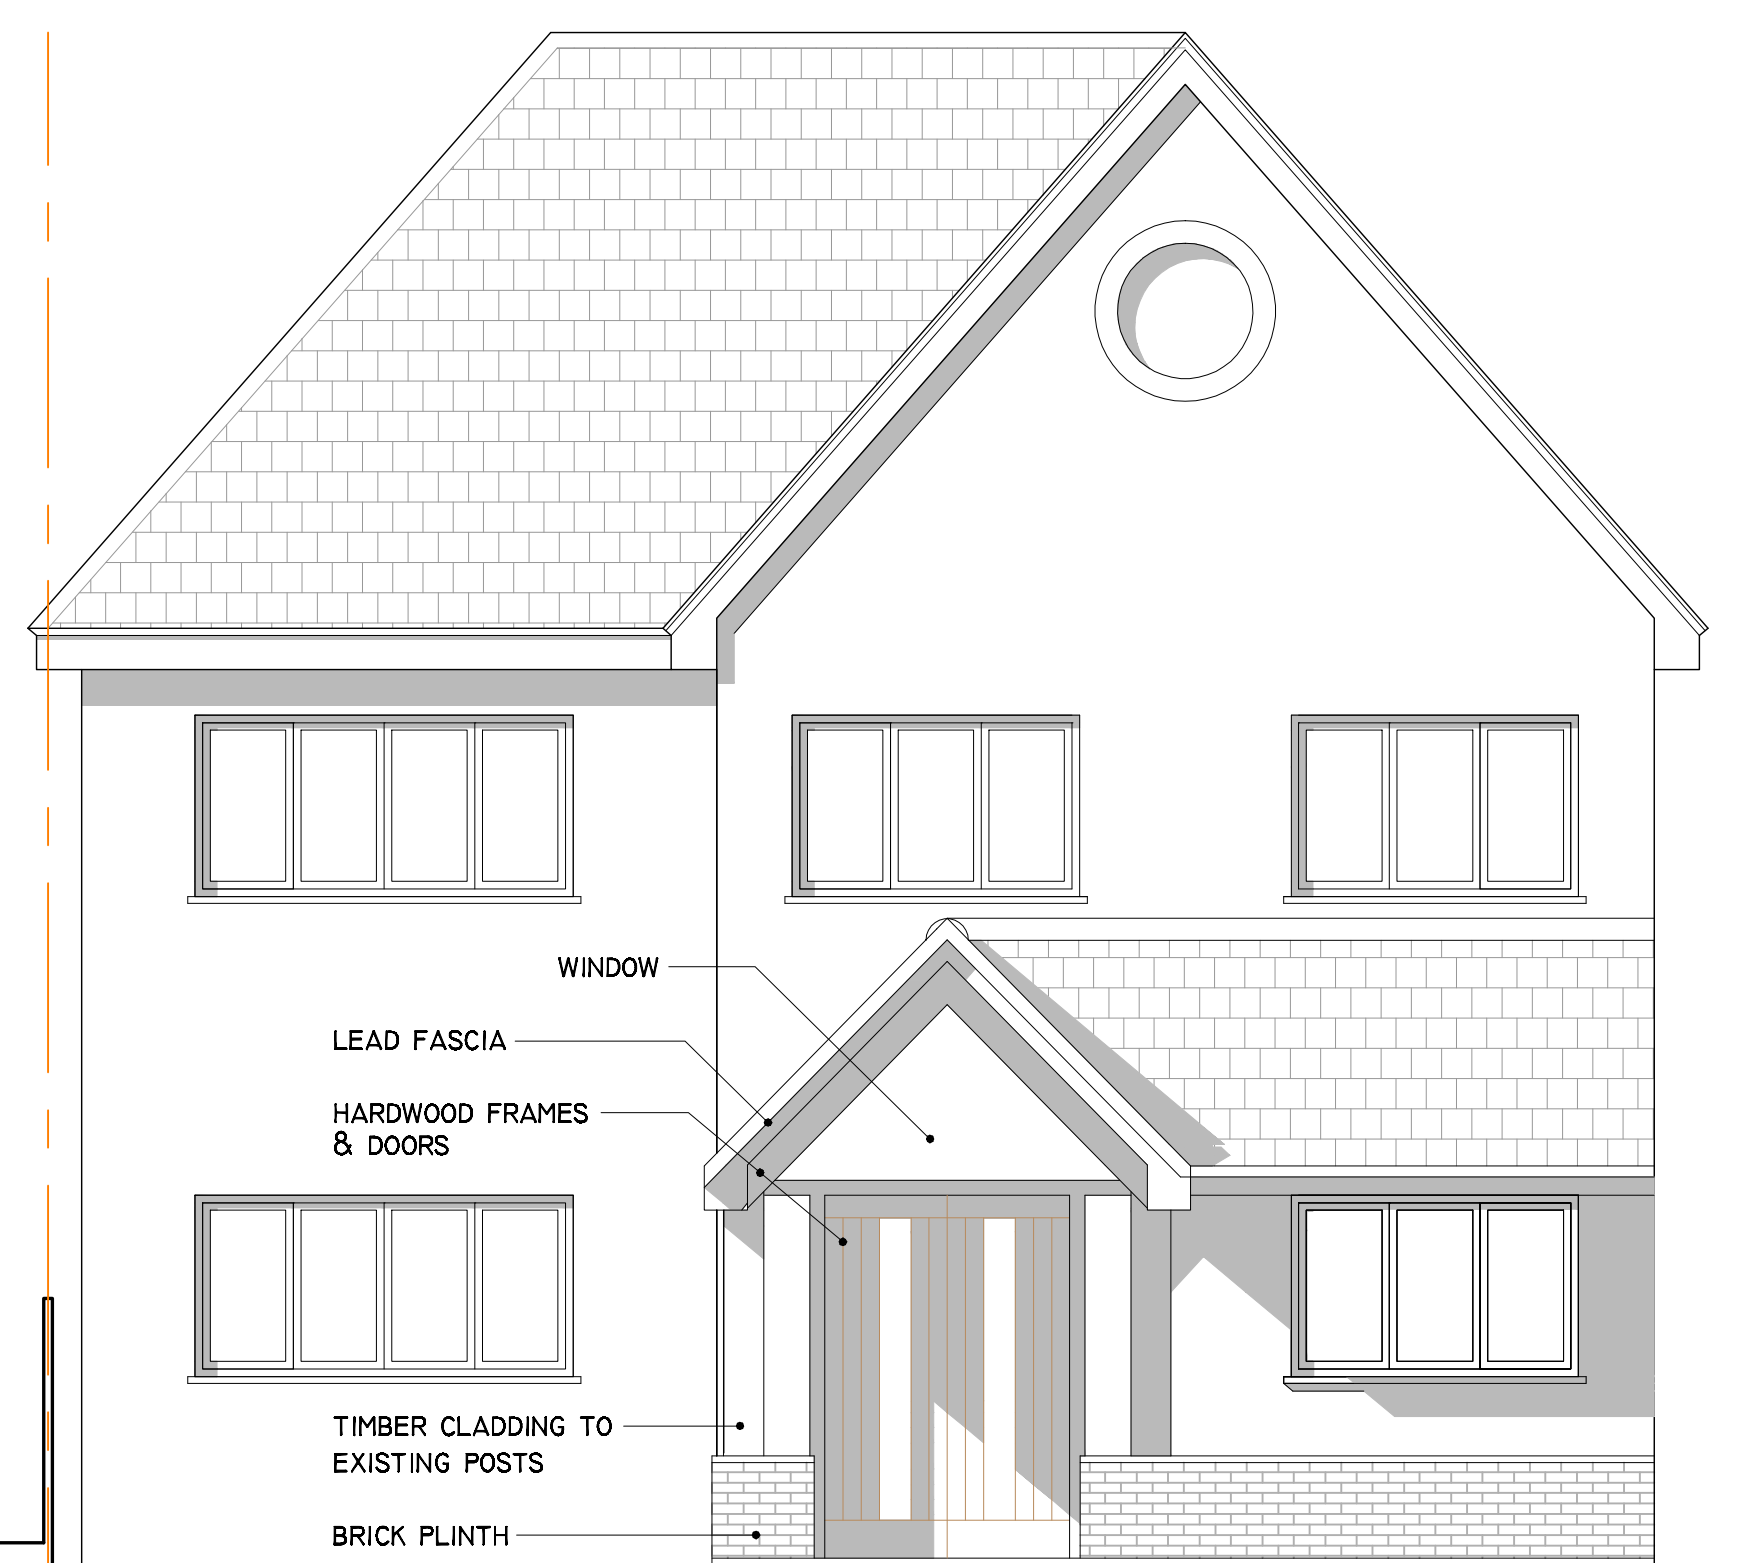 WINDOW
LEAD FASCIA
HARDWOOD FRAMES
& DOORS
TIMBER CLADDING TO
EXISTING POSTS
BRICK PLINTH